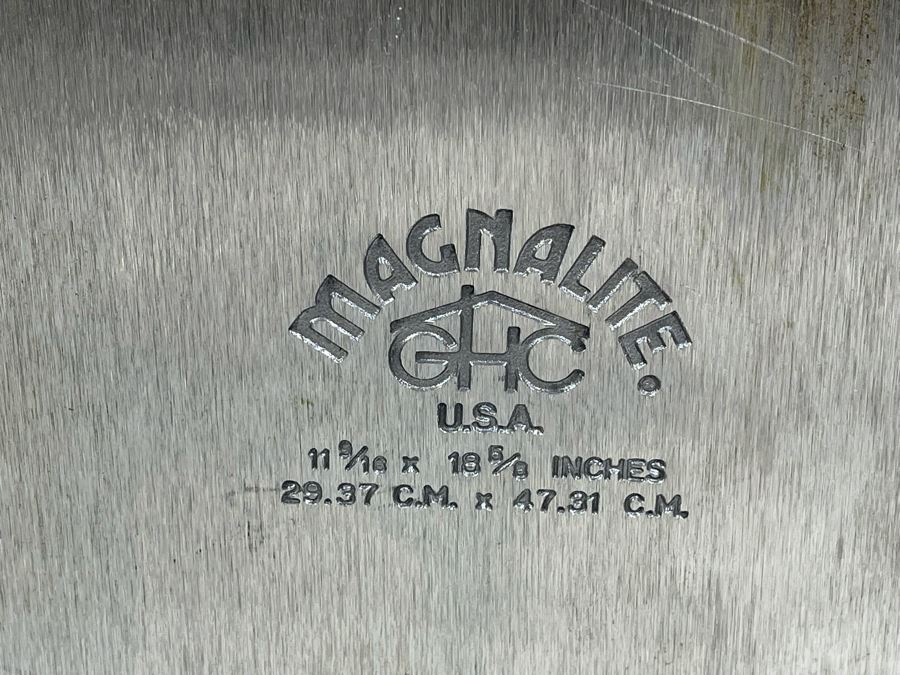 MAGNALITE.
GHC
U.S.A.
11 9/16 x 18 5/8 INCHES
29.37 C.M. x 47.31 C.M.